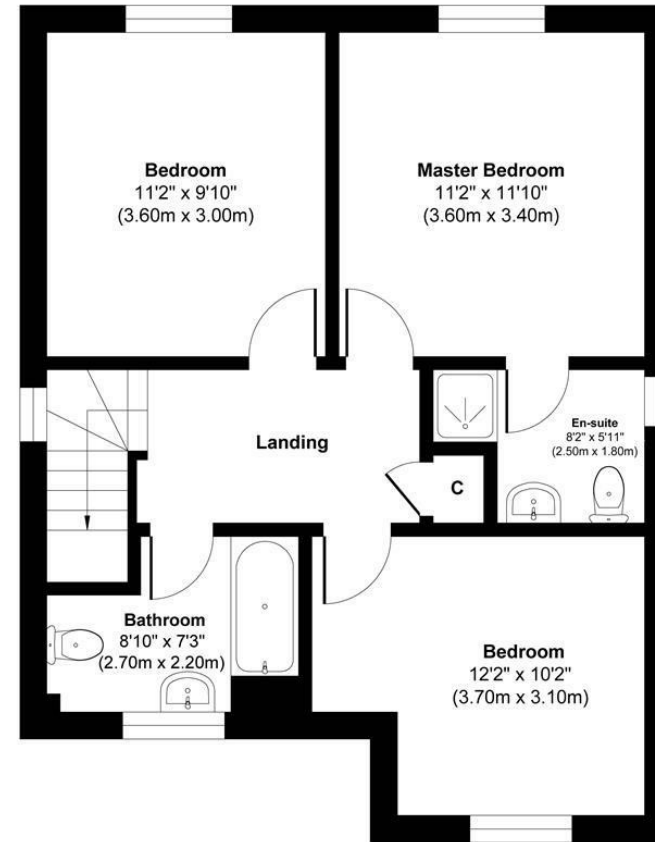 Bedroom
11'2" x 9'10"
(3.60m x 3.00m)
Master Bedroom
11'2" x 11'10"
(3.60m x 3.40m)
Landing
En-suite
8'2" x 5'11"
(2.50m x 1.80m)
C
Bathroom
8'10" x 7'3"
(2.70m x 2.20m)
Bedroom
12'2" x 10'2"
(3.70m x 3.10m)